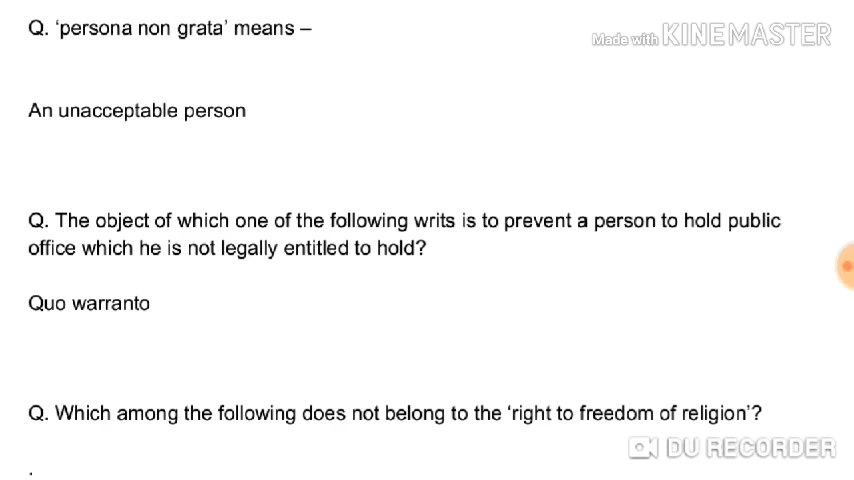 Q. ‘persona non grata’ means –
Made with KINEMASTER
An unacceptable person
Q. The object of which one of the following writs is to prevent a person to hold public
office which he is not legally entitled to hold?
Quo warranto
Q. Which among the following does not belong to the ‘right to freedom of religion’?
DU RECORDER
.